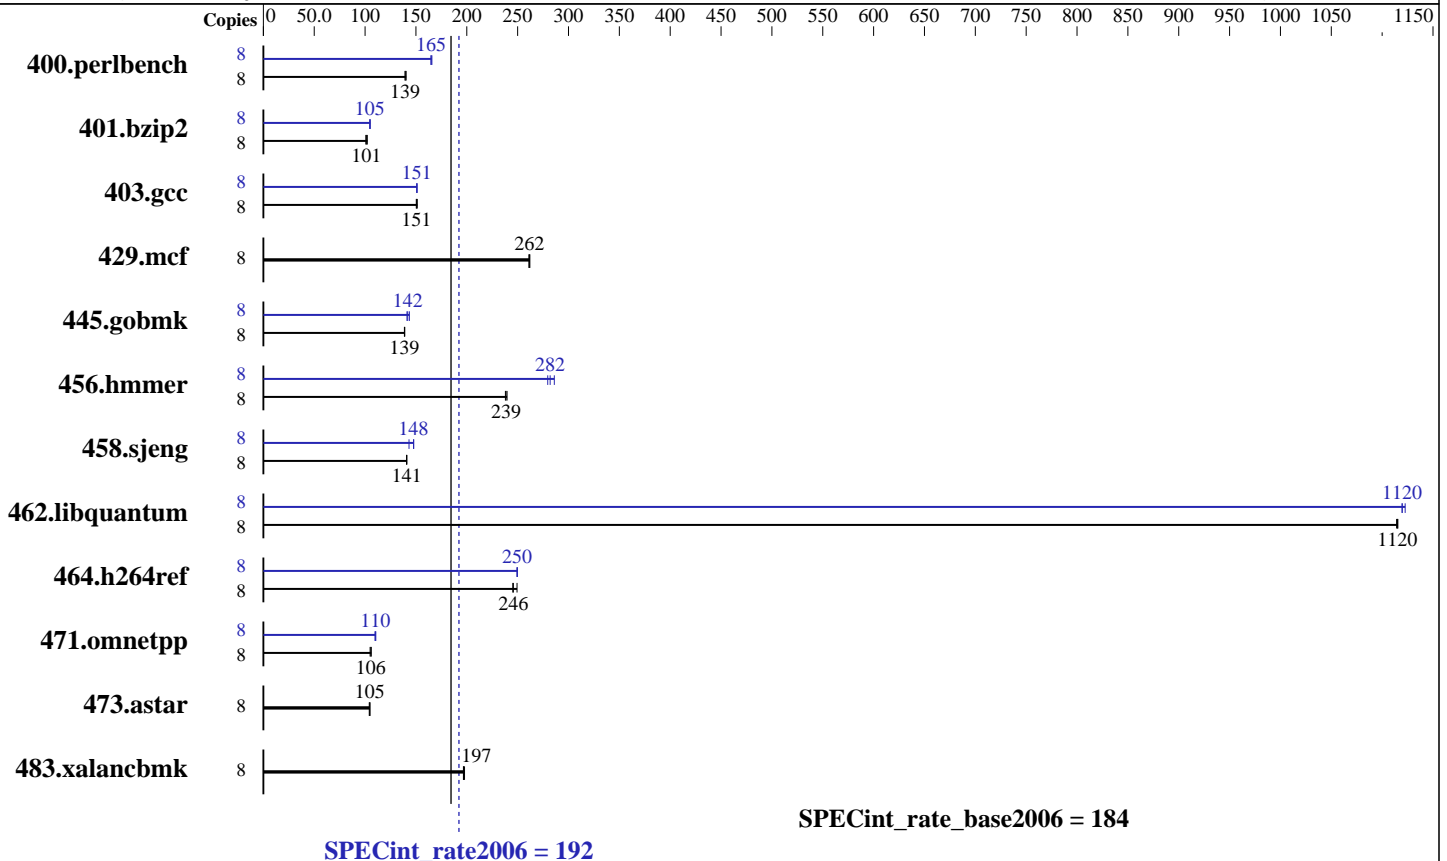 Copies 0 50.0 100 150 200 250 300 350 400 450 500 550 600 650 700 750 800 850 900 950 1000 1050 1150
400.perlbench 8 165
8 139
401.bzip2 8 105
8 101
403.gcc 8 151
8 151
429.mcf 8 262
445.gobmk 8 142
8 139
456.hmmer 8 282
8 239
458.sjeng 8 148
8 141
462.libquantum 8 1120
8 1120
464.h264ref 8 250
8 246
471.omnetpp 8 110
8 106
473.astar 8 105
483.xalancbmk 8 197
SPECint_rate_base2006 = 184
SPECint_rate2006 = 192